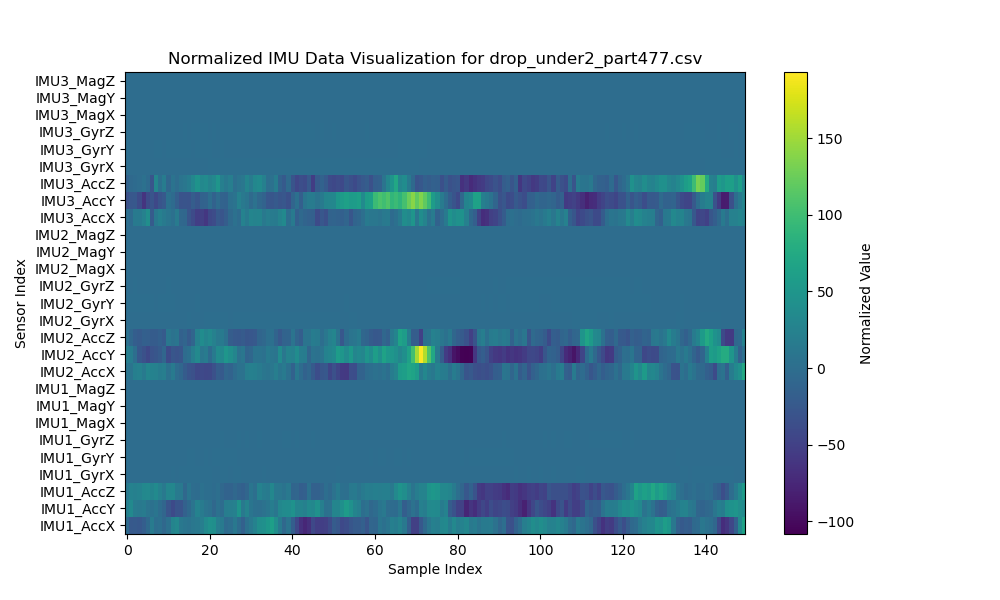 Normalized IMU Data Visualization for drop_under2_part477.csv
IMU3_MagZ
IMU3_MagY
IMU3_MagX
IMU3_GyrZ
IMU3_GyrY
IMU3_GyrX
IMU3_AccZ
IMU3_AccY
IMU3_AccX
IMU2_MagZ
IMU2_MagY
IMU2_MagX
IMU2_GyrZ
IMU2_GyrY
IMU2_GyrX
IMU2_AccZ
IMU2_AccY
IMU2_AccX
IMU1_MagZ
IMU1_MagY
IMU1_MagX
IMU1_GyrZ
IMU1_GyrY
IMU1_GyrX
IMU1_AccZ
IMU1_AccY
IMU1_AccX
Sensor Index
0 20 40 60 80 100 120 140
Sample Index
150
100
50
0
−50
−100
Normalized Value